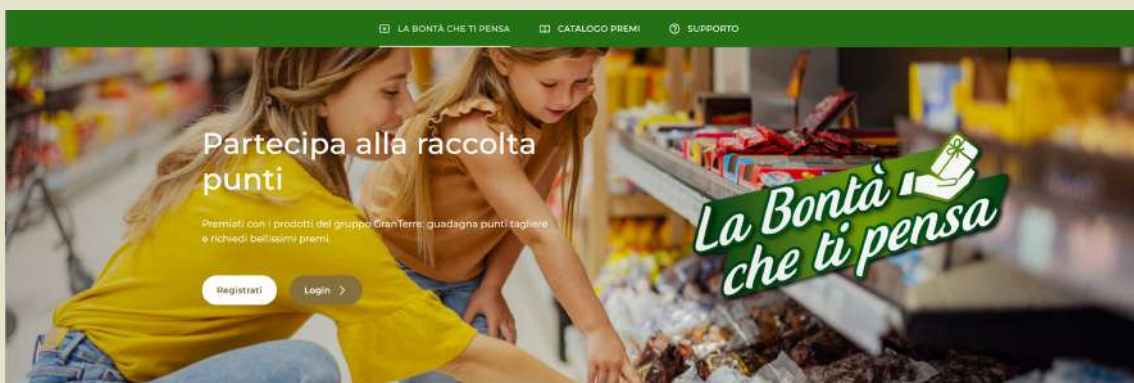 LA BONTÀ CHE TI PENSA
CATALOGO PREMI
SUPPORTO
Partecipa alla raccolta
punti
Premiati con i prodotti del gruppo GranTerre: guadagna punti tagliere
e richiedi bellissimi premi.
Registrati
Login
La Bontà
che ti pensa